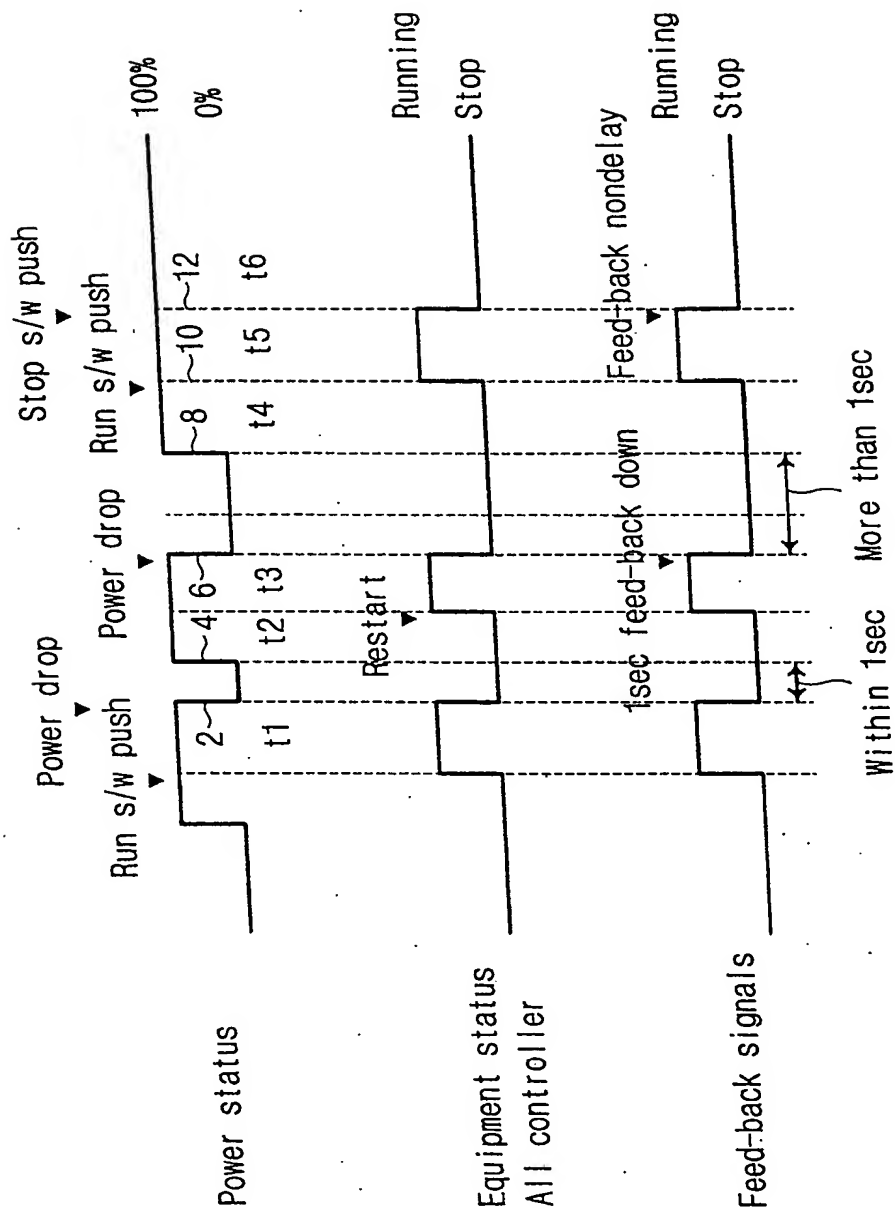 Power drop
Stop s/w push
Run s/w push
Power drop
Run s/w push
Power status
100%
0%
2
4
6
8
10
12
t1
t2
t3
t4
t5
t6
Equipment status
All controller
Running
Stop
Restart
Feed-back signals
1sec feed-back down
Feed-back nondelay
Running
Stop
Within 1sec
More than 1sec